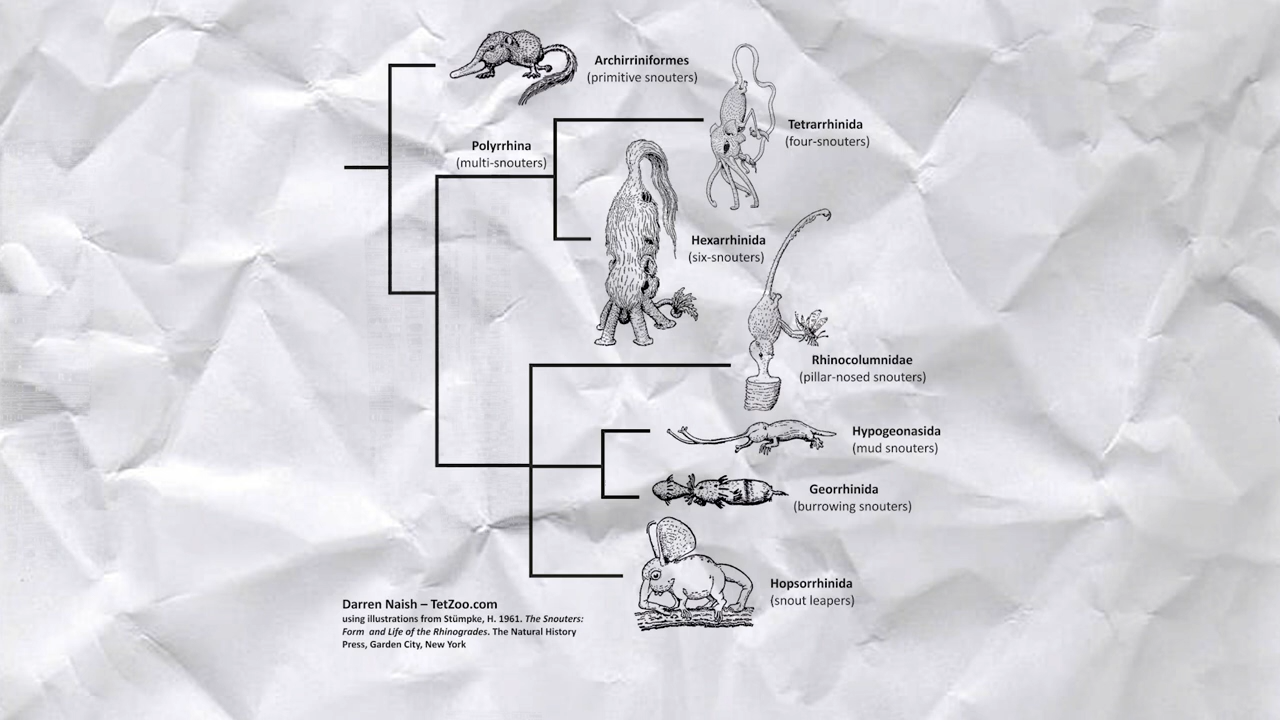 Archirriniformes
(primitive snouters)
Tetrarrhinida
(four-snouters)
Polyrrhina
(multi-snouters)
Hexarrhinida
(six-snouters)
Rhinocolumnidae
(pillar-nosed snouters)
Hypogeonasida
(mud snouters)
Georrhinida
(burrowing snouters)
Hopsorrhinida
(snout leapers)
Darren Naish – TetZoo.com
using illustrations from Stümpke, H. 1961. The Snouters:
Form and Life of the Rhinogrades. The Natural History
Press, Garden City, New York